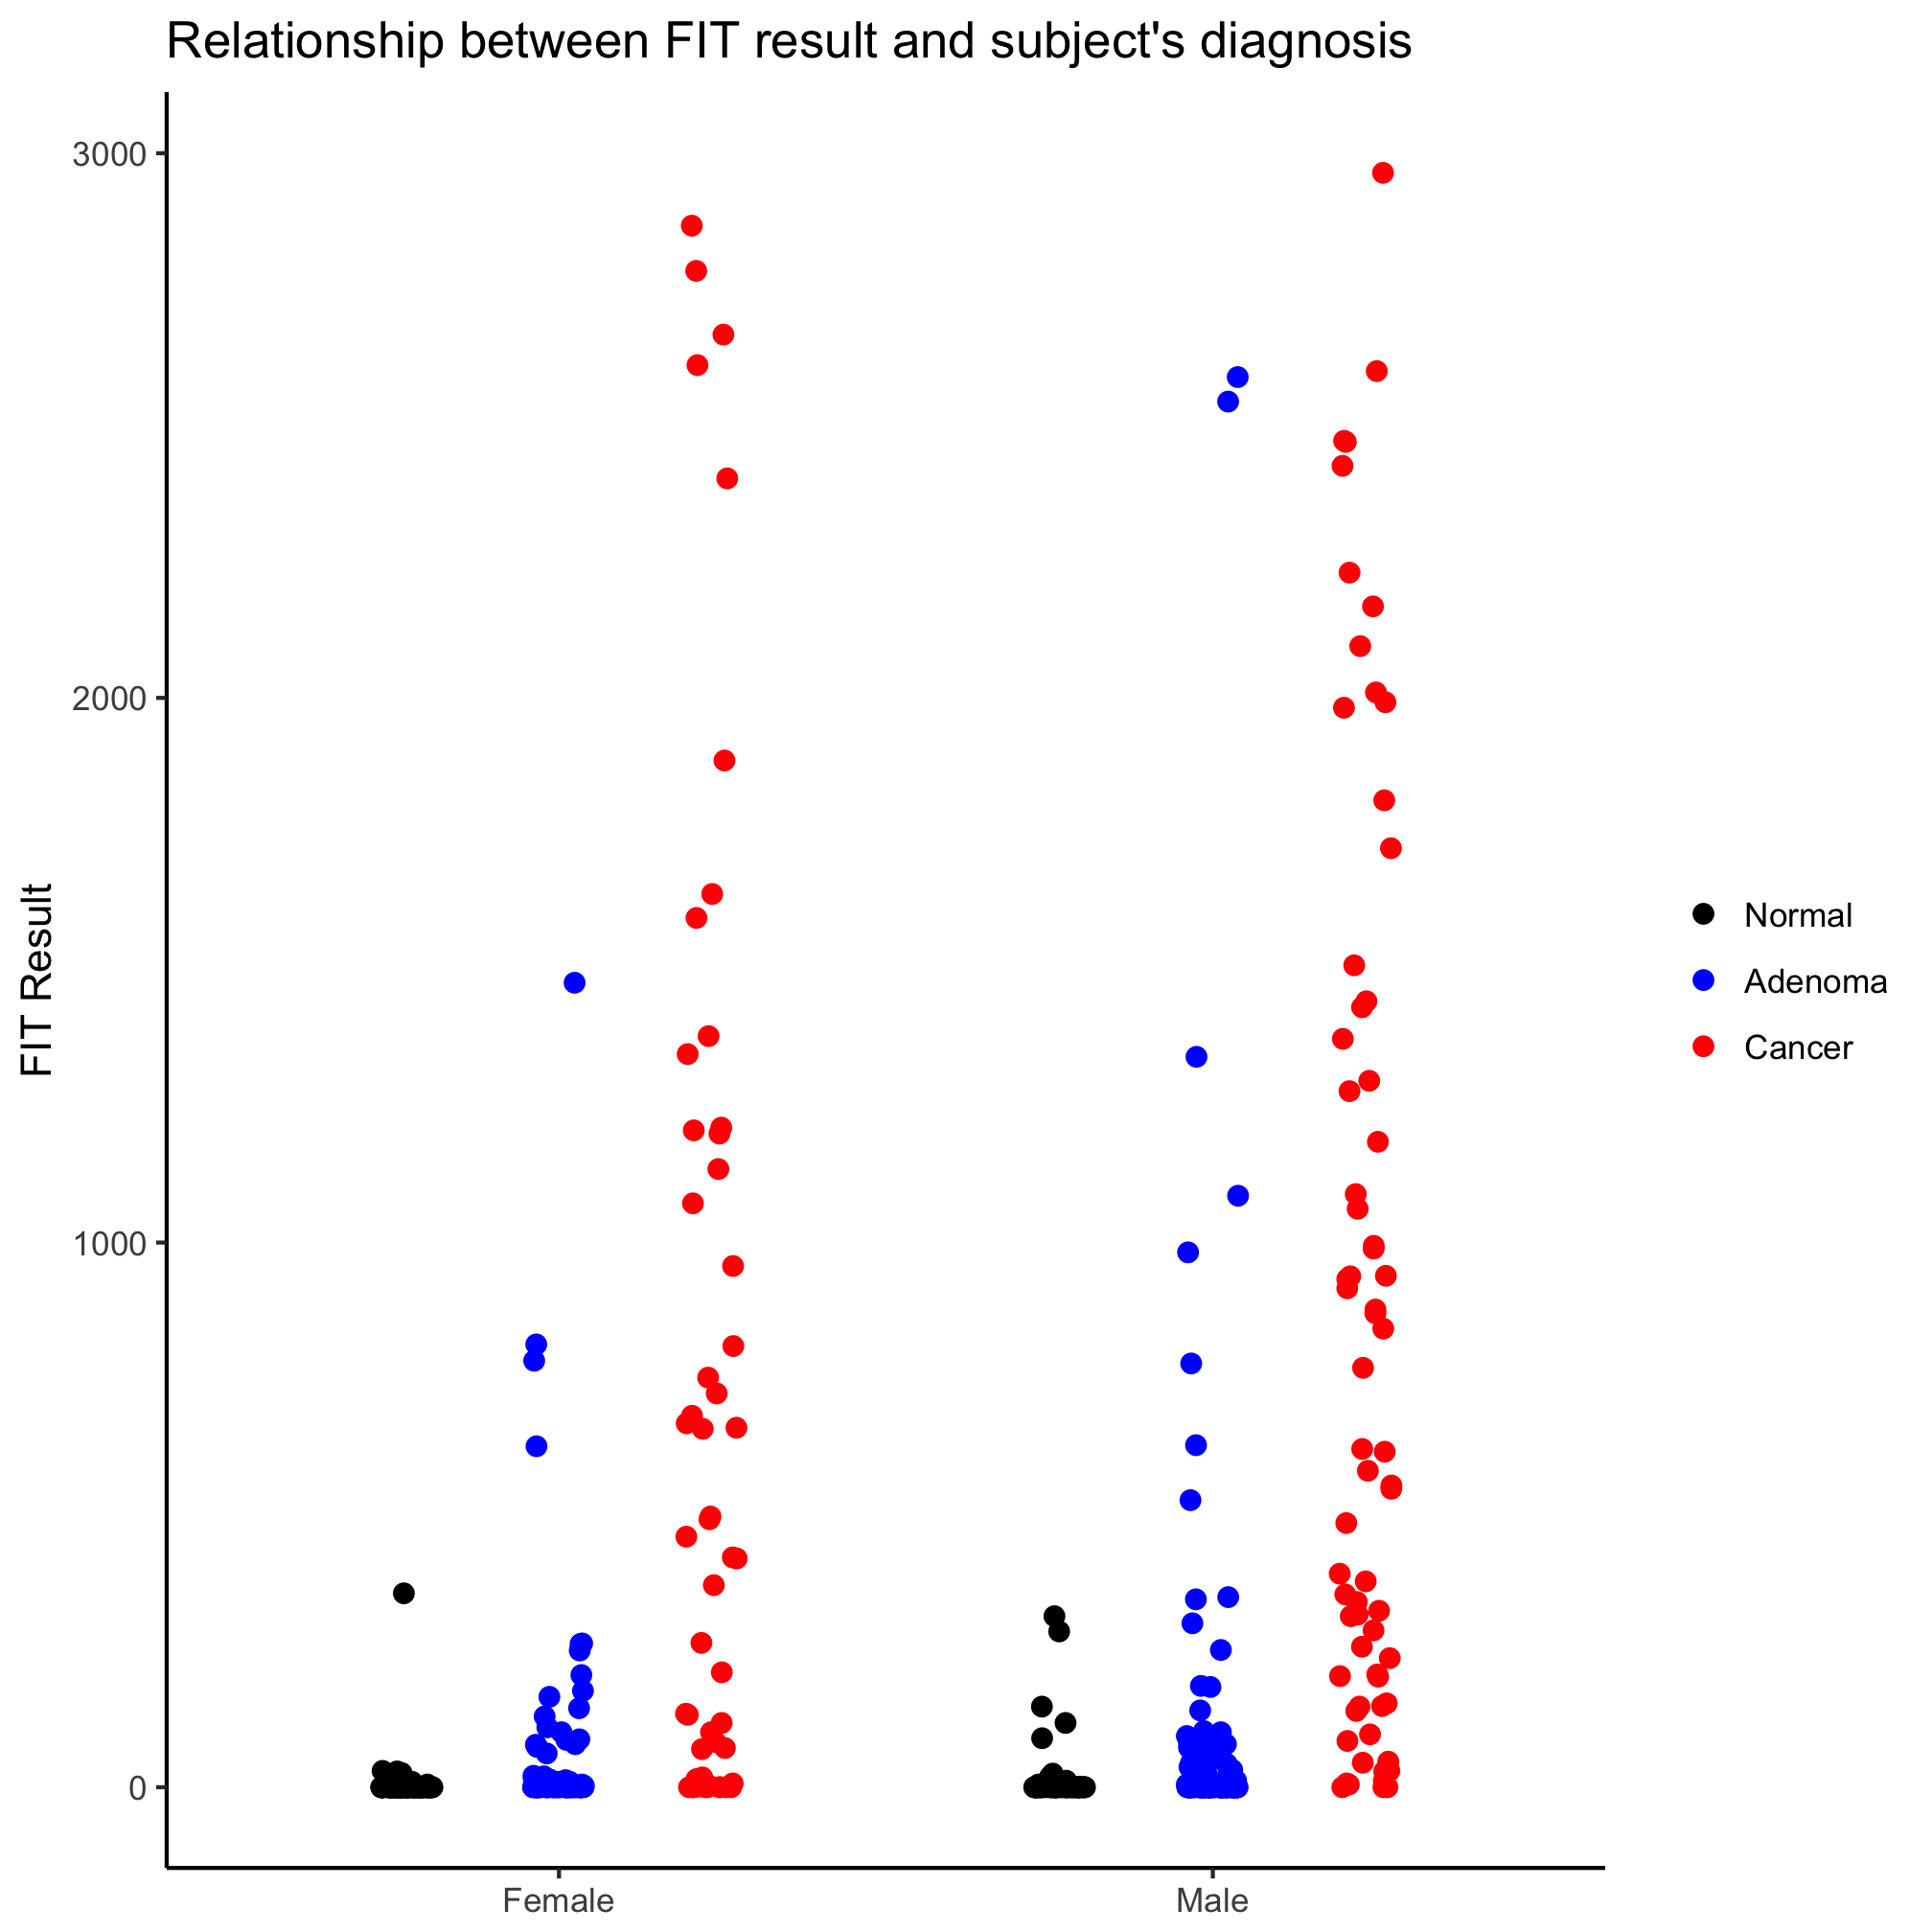 Relationship between FIT result and subject's diagnosis
3000
2000
1000
0
FIT Result
Female
Male
Normal
Adenoma
Cancer